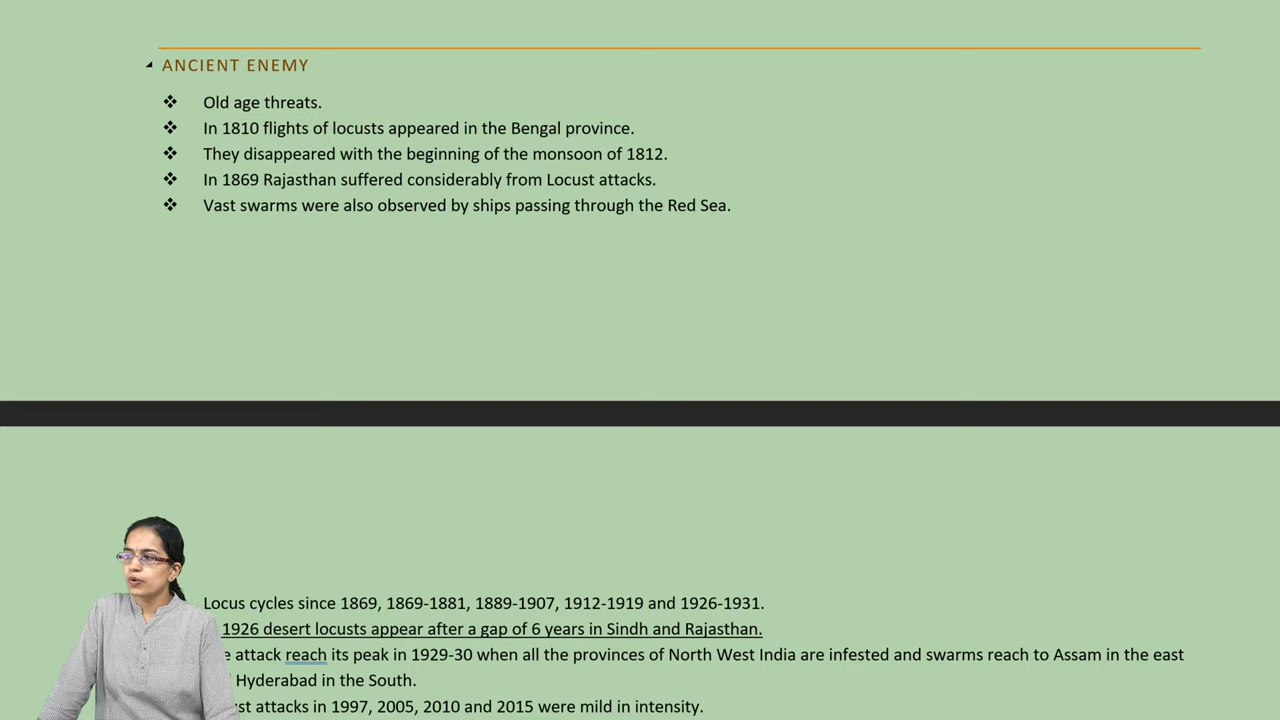 ANCIENT ENEMY
❖ Old age threats.
❖ In 1810 flights of locusts appeared in the Bengal province.
❖ They disappeared with the beginning of the monsoon of 1812.
❖ In 1869 Rajasthan suffered considerably from Locust attacks.
❖ Vast swarms were also observed by ships passing through the Red Sea.
Locus cycles since 1869, 1869-1881, 1889-1907, 1912-1919 and 1926-1931.
1926 desert locusts appear after a gap of 6 years in Sindh and Rajasthan.
attack reach its peak in 1929-30 when all the provinces of North West India are infested and swarms reach to Assam in the east
Hyderabad in the South.
attacks in 1997, 2005, 2010 and 2015 were mild in intensity.